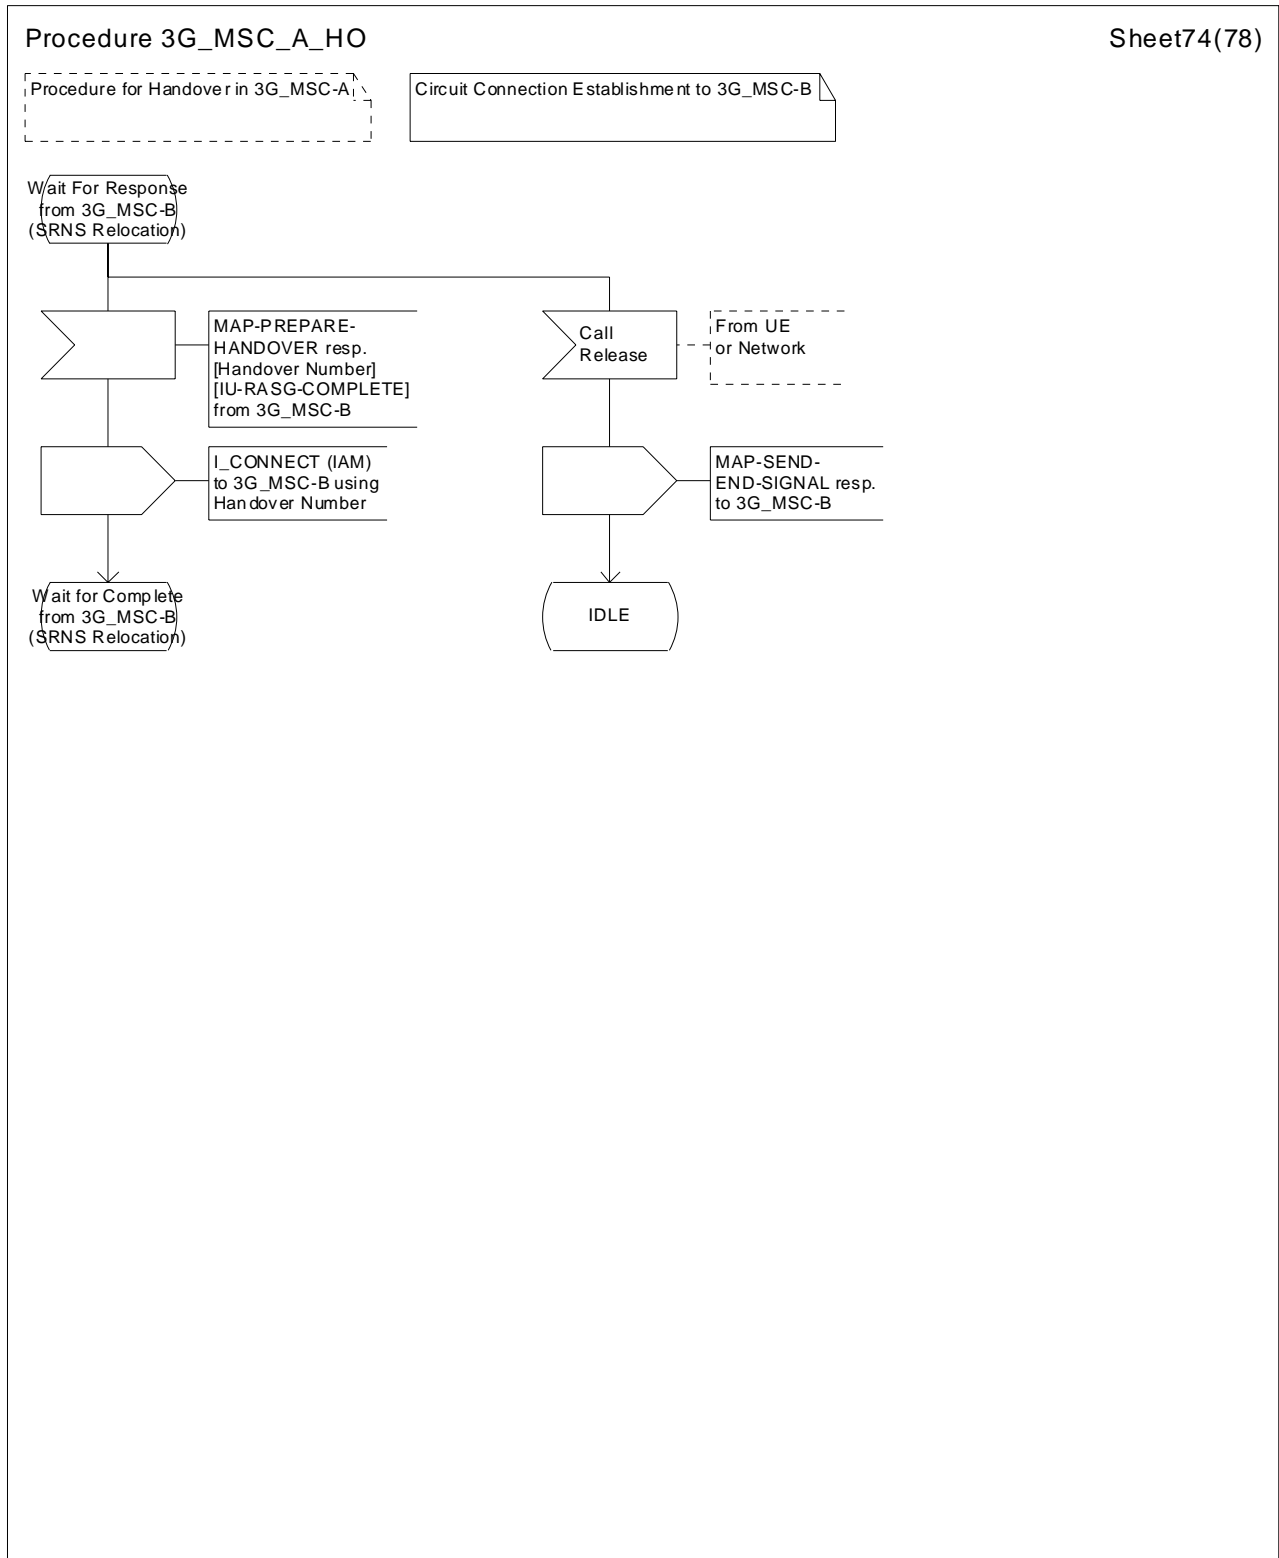 Procedure 3G_MSC_A_HO
Sheet74(78)
Procedure for Handover in 3G_MSC-A
Circuit Connection Establishment to 3G_MSC-B
Wait For Response
from 3G_MSC-B
(SRNS Relocation)
MAP-PREPARE-
HANDOVER resp.
[Handover Number]
[IU-RASG-COMPLETE]
from 3G_MSC-B
Call
Release
From UE
or Network
I_CONNECT (IAM)
to 3G_MSC-B using
Handover Number
MAP-SEND-
END-SIGNAL resp.
to 3G_MSC-B
Wait for Complete
from 3G_MSC-B
(SRNS Relocation)
IDLE